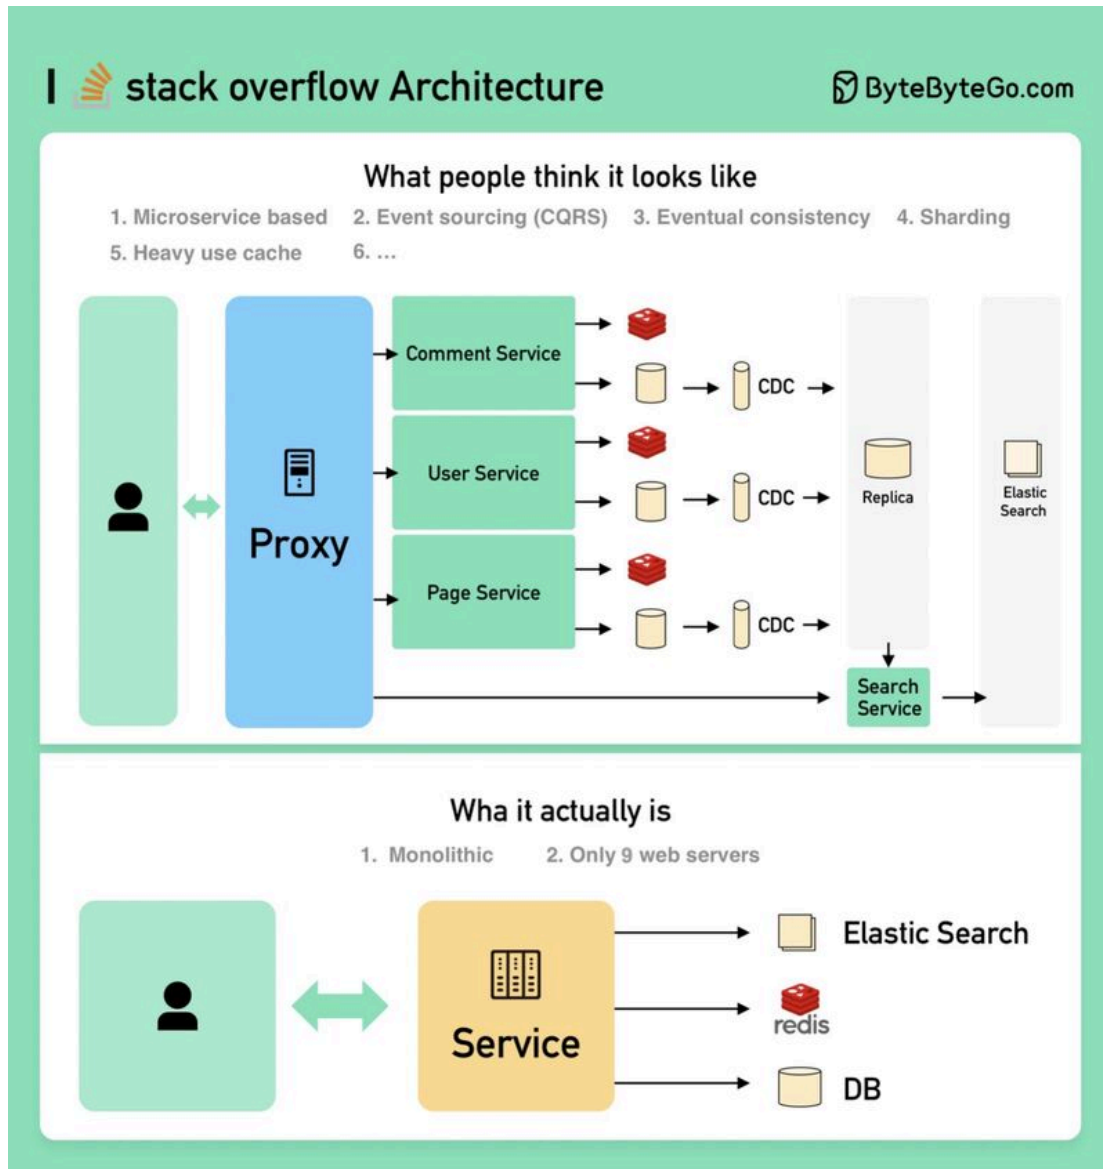 stack overflow Architecture
ByteByteGo.com
What people think it looks like
1. Microservice based 2. Event sourcing (CQRS) 3. Eventual consistency 4. Sharding
5. Heavy use cache 6. ...
Proxy
Comment Service
CDC
User Service
CDC
Page Service
CDC
Replica
Search
Service
Elastic
Search
Wha it actually is
1. Monolithic 2. Only 9 web servers
Service
Elastic Search
redis
DB